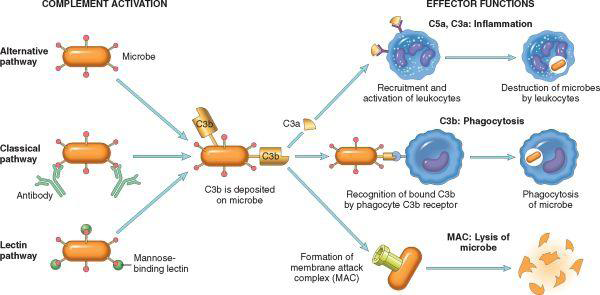 COMPLEMENT ACTIVATION
EFFECTOR FUNCTIONS
C5a, C3a: Inflammation
Alternative
pathway
Microbe
Recruitment and
activation of leukocytes
Destruction of microbes
by leukocytes
C3b
C3a
C3b: Phagocytosis
Classical
pathway
C3b
Antibody
C3b is deposited
on microbe
Recognition of bound C3b
by phagocyte C3b receptor
Phagocytosis
of microbe
Lectin
pathway
Mannose-
binding lectin
Formation of
membrane attack
complex (MAC)
MAC: Lysis of
microbe